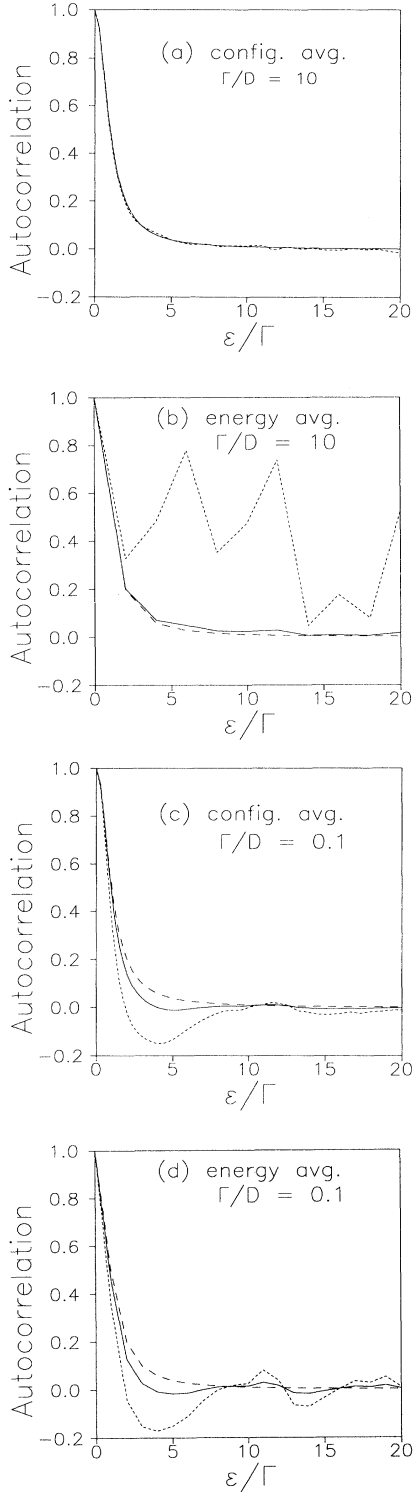 1.0
(a) config. avg.
Γ/D = 10
0.8
0.6
0.4
0.2
0.0
−0.2
0 5 10 15 20
Autocorrelation
ε/Γ
1.0
(b) energy avg.
Γ/D = 10
0.8
0.6
0.4
0.2
0.0
−0.2
0 5 10 15 20
Autocorrelation
ε/Γ
1.0
(c) config. avg.
Γ/D = 0.1
0.8
0.6
0.4
0.2
0.0
−0.2
0 5 10 15 20
Autocorrelation
ε/Γ
1.0
(d) energy avg.
Γ/D = 0.1
0.8
0.6
0.4
0.2
0.0
−0.2
0 5 10 15 20
Autocorrelation
ε/Γ